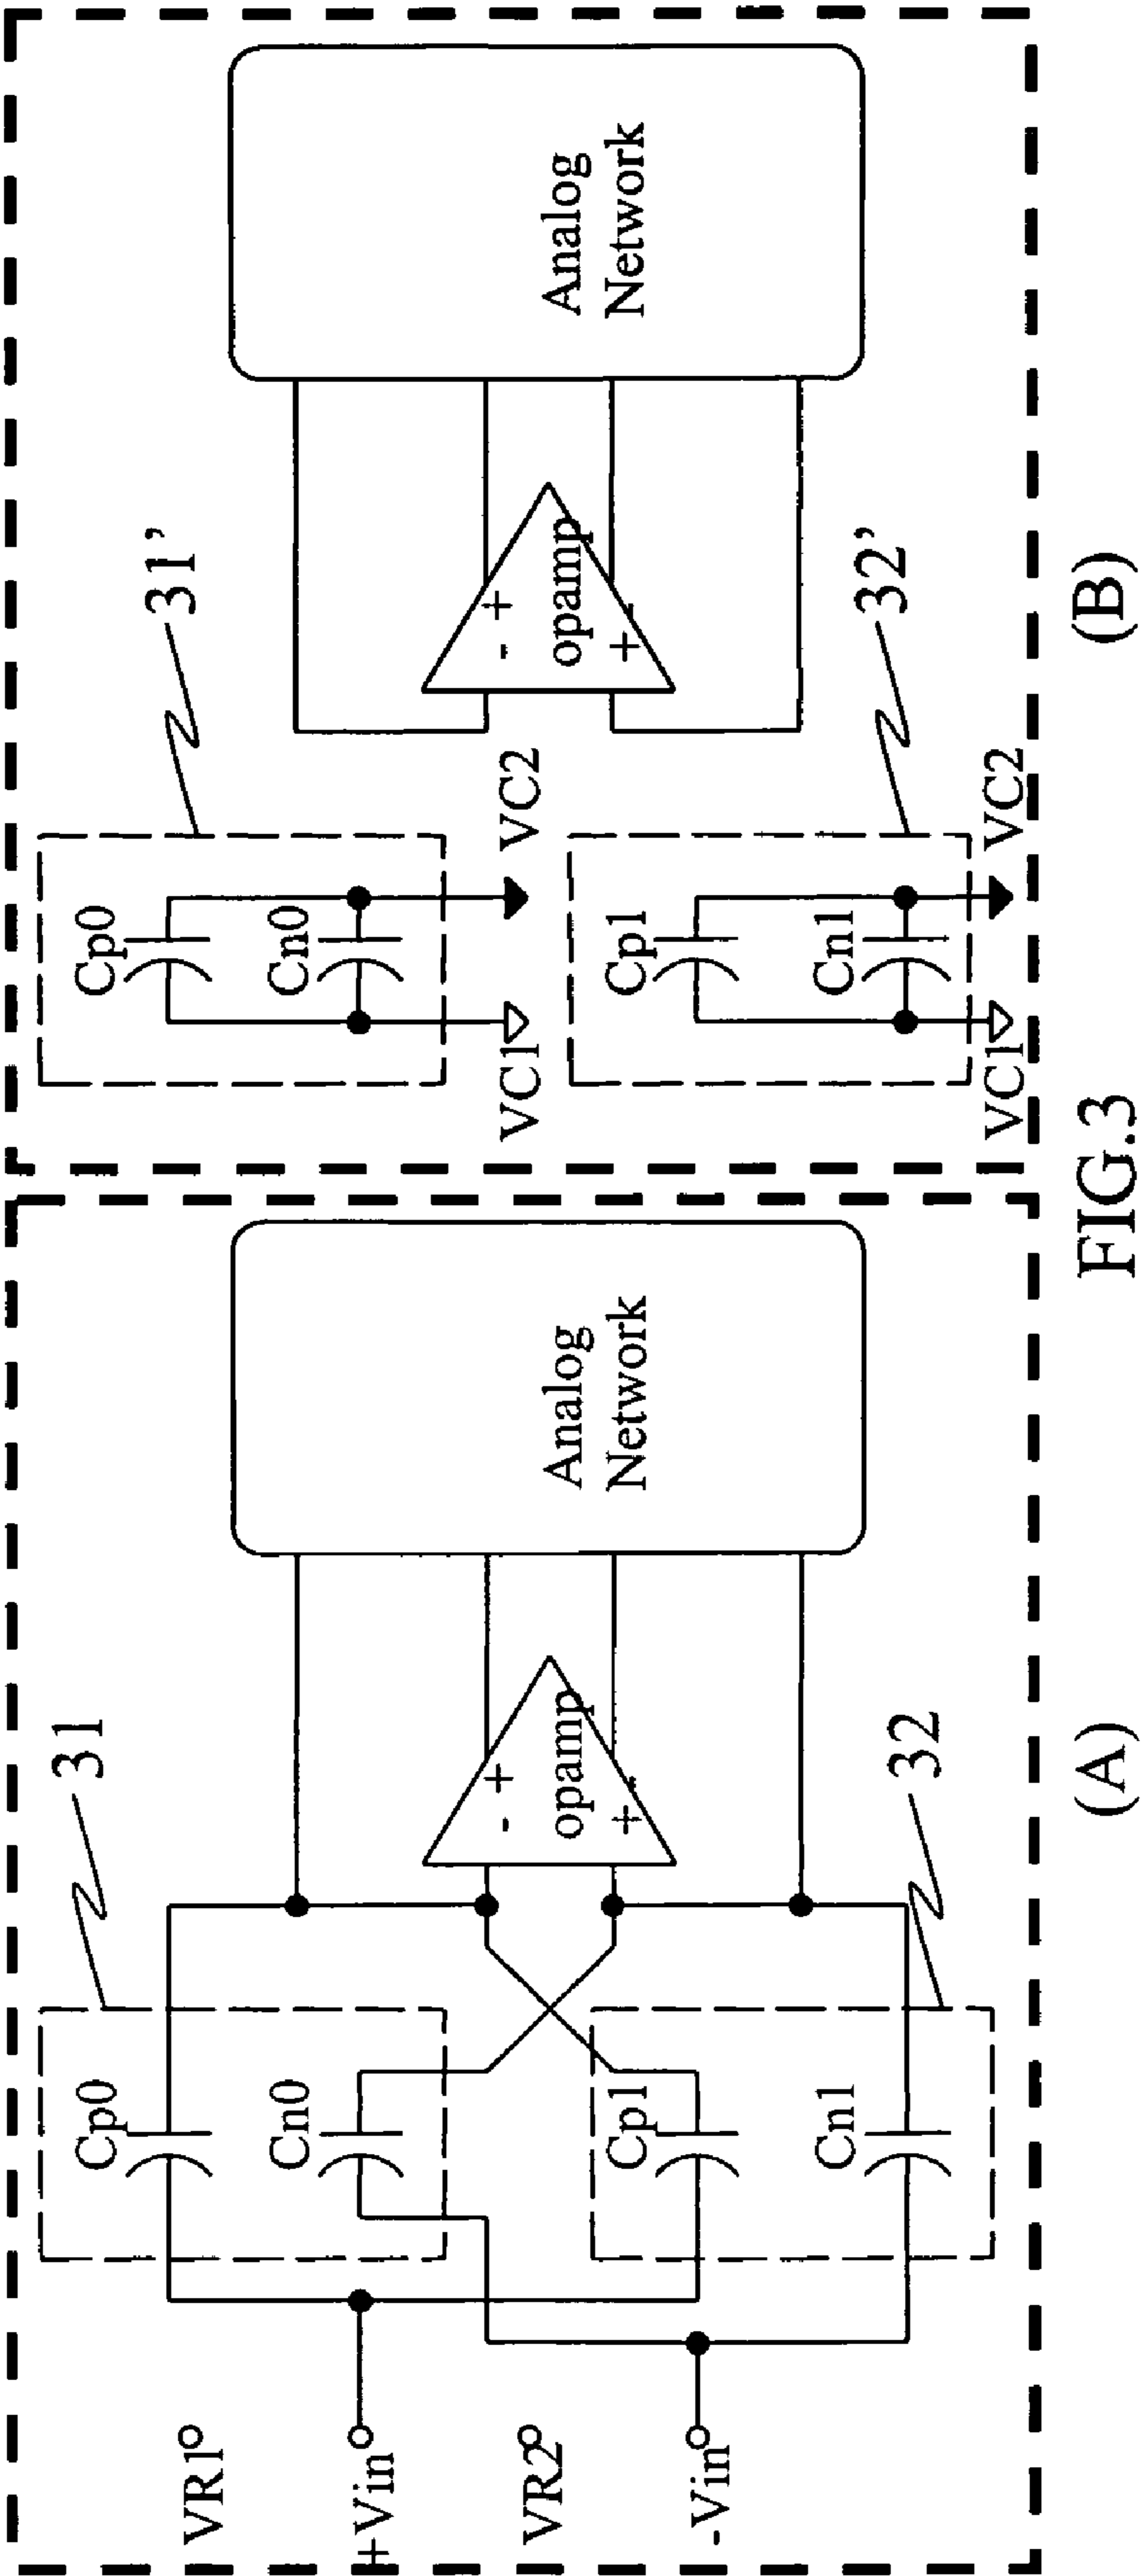 VR1
+Vin
VR2
-Vin
31
Cp0
Cn0
Cp1
Cn1
32
- +
opamp
+ -
Analog
Network
(A)
31’
Cp0
Cn0
VC1
VC2
Cp1
Cn1
VC1
VC2
32’
- +
opamp
+ -
Analog
Network
(B)
FIG.3